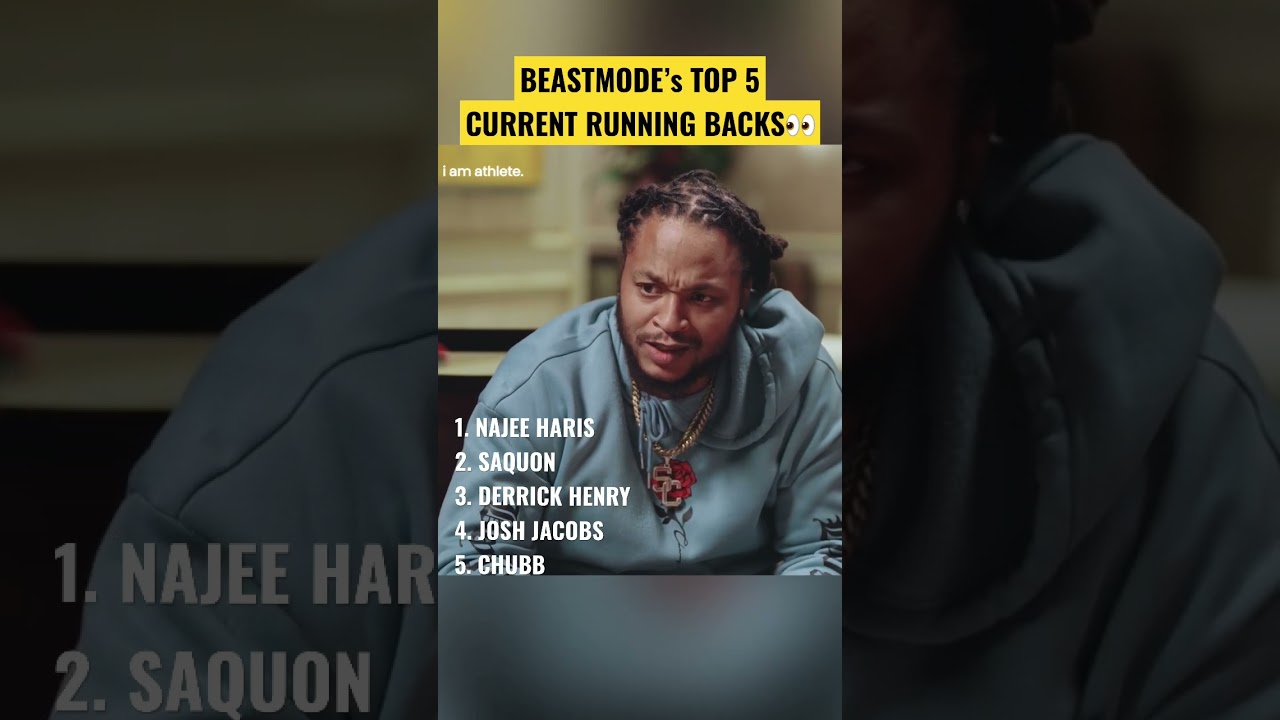 BEASTMODE’s TOP 5
CURRENT RUNNING BACKS👀
i am athlete.
1. NAJEE HARIS
2. SAQUON
3. DERRICK HENRY
4. JOSH JACOBS
5. CHUBB
1. NAJEE HAR
2. SAQUON
SC